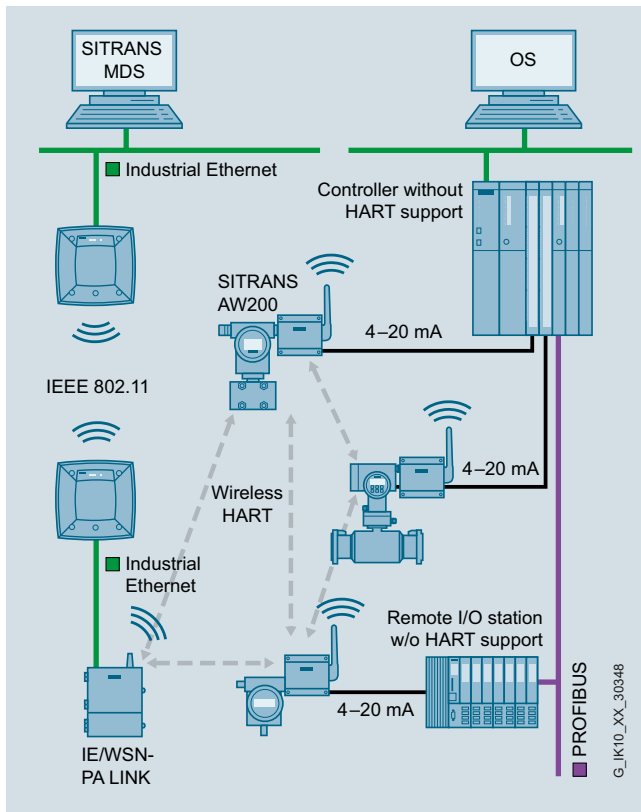 SITRANS
MDS
OS
Industrial Ethernet
Controller without
HART support
SITRANS
AW200
4–20 mA
IEEE 802.11
4–20 mA
Wireless
HART
Industrial
Ethernet
Remote I/O station
w/o HART support
4–20 mA
IE/WSN-
PA LINK
PROFIBUS
G_IK10_XX_30348